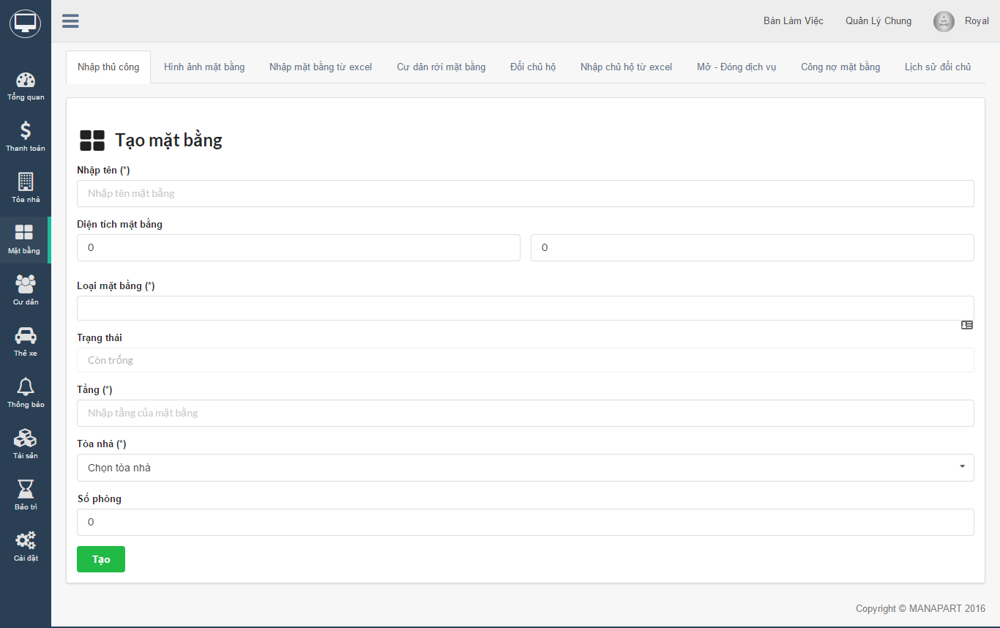 Bàn Làm Việc Quản Lý Chung Royal
Nhập thủ công Hình ảnh mặt bằng Nhập mặt bằng từ excel Cư dân rời mặt bằng Đổi chủ hộ Nhập chủ hộ từ excel Mở - Đóng dịch vụ Công nợ mặt bằng Lịch sử đổi chủ
Tổng quan
Thanh toán
Tòa nhà
Mặt bằng
Cư dân
Thẻ xe
Thông báo
Tài sản
Bảo trì
Cài đặt
Tạo mặt bằng
Nhập tên (*)
Nhập tên mặt bằng
Diện tích mặt bằng
0 0
Loại mặt bằng (*)
Trạng thái
Còn trống
Tầng (*)
Nhập tầng của mặt bằng
Tòa nhà (*)
Chọn tòa nhà
Số phòng
0
Tạo
Copyright © MANAPART 2016